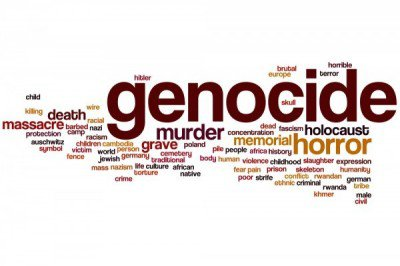 hitler
brutal horrible
europe terror
child
genocide
skull
killing wire
death racial
massacre barbed nazi
murder
dead fascism holocaust
protection camp racism
concentration
auschwitz children cambodia
grave poland
memorial horror
symbol victim world cemetery
pile people africa history
fence person germany traditional
body human violence childhood slaughter expression
jewish life culture african
fear pain prison skeleton humanity
mass nazism torture native
poor strife conflict rwandan german
crime
ethnic criminal rwanda tribe
khmer male
civil